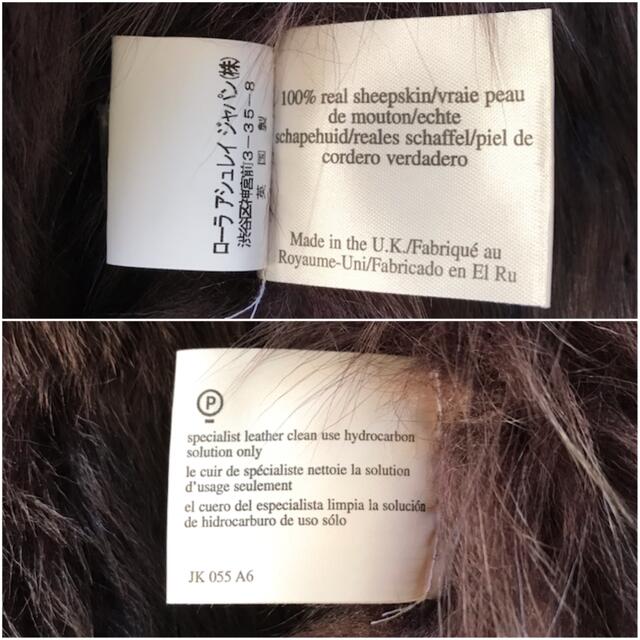 ローラ アシュレイ ジャパン(株)
渋谷区神宮前3-35-8
英国製
100% real sheepskin/vraie peau
de mouton/echte
schapehuid/reales schaffel/piel de
cordero verdadero
Made in the U.K./Fabriqué au
Royaume-Uni/Fabricado en El Ru
P
specialist leather clean use hydrocarbon
solution only
le cuir de spécialiste nettoie la solution
d'usage seulement
el cuero del especialista limpia la solución
de hidrocarburo de uso sólo
JK 055 A6